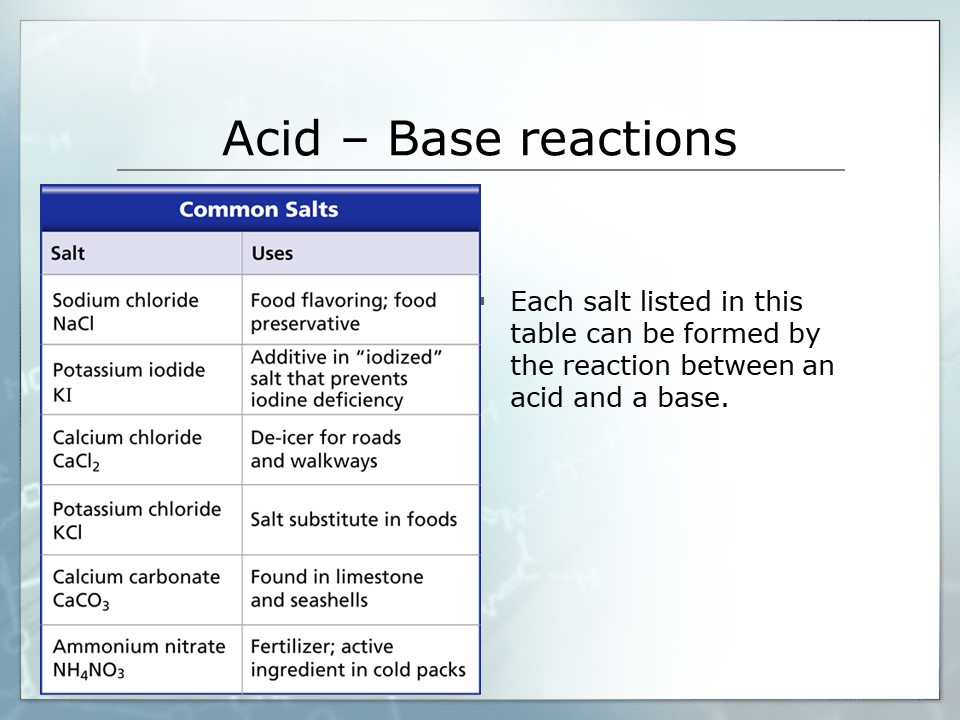 Acid – Base reactions
Common Salts
Salt Uses
Sodium chloride
NaCl
Food flavoring; food
preservative
Potassium iodide
KI
Additive in “iodized”
salt that prevents
iodine deficiency
Calcium chloride
CaCl₂
De-icer for roads
and walkways
Potassium chloride
KCl
Salt substitute in foods
Calcium carbonate
CaCO₃
Found in limestone
and seashells
Ammonium nitrate
NH₄NO₃
Fertilizer; active
ingredient in cold packs
Each salt listed in this
table can be formed by
the reaction between an
acid and a base.